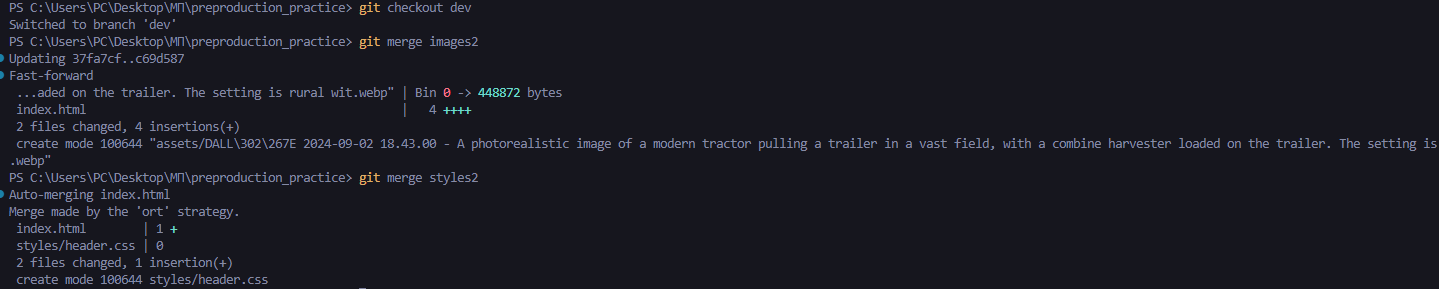 PS C:\Users\PC\Desktop\МП\preproduction_practice> git checkout dev
Switched to branch 'dev'
PS C:\Users\PC\Desktop\МП\preproduction_practice> git merge images2
Updating 37fa7cf..c69d587
Fast-forward
 ...aded on the trailer. The setting is rural wit.webp" | Bin 0 -> 448872 bytes
 index.html                                             |   4 ++++
 2 files changed, 4 insertions(+)
 create mode 100644 "assets/DALL\302\267E 2024-09-02 18.43.00 - A photorealistic image of a modern tractor pulling a trailer in a vast field, with a combine harvester loaded on the trailer. The setting is
.webp"
PS C:\Users\PC\Desktop\МП\preproduction_practice> git merge styles2
Auto-merging index.html
Merge made by the 'ort' strategy.
 index.html        | 1 +
 styles/header.css | 0
 2 files changed, 1 insertion(+)
 create mode 100644 styles/header.css